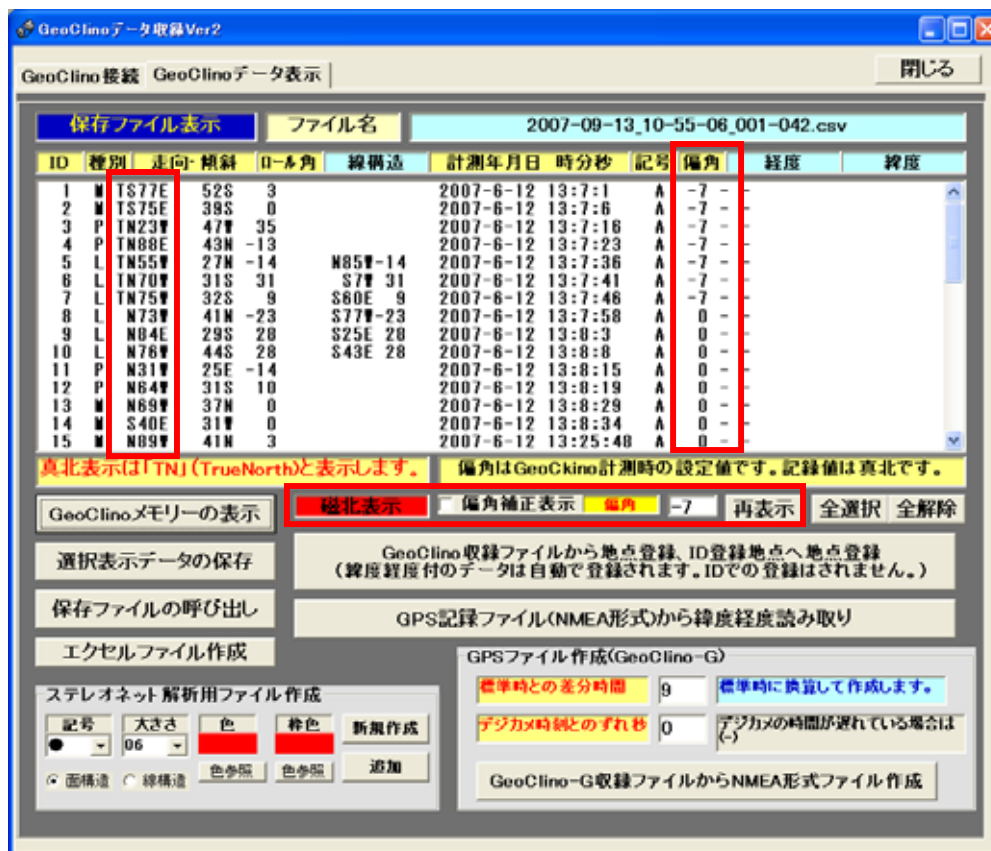 GeoClinoデータ収録Ver2
GeoClino接続 GeoClinoデータ表示 閉じる
保存ファイル表示 ファイル名 2007-09-13_10-55-06_001-042.csv
ID 種別 走向・傾斜 ロール角 線構造 計測年月日 時分秒 記号 偏角 経度 緯度
1 M TS77E 52S 3 2007-6-12 13:7:1 A -7 - -
2 M TS75E 39S 0 2007-6-12 13:7:6 A -7 - -
3 P TN23W 47W 35 2007-6-12 13:7:16 A -7 - -
4 P TN88E 43N -13 2007-6-12 13:7:23 A -7 - -
5 L TN55W 27N -14 N85W-14 2007-6-12 13:7:36 A -7 - -
6 L TN70W 31S 31 S7W 31 2007-6-12 13:7:41 A -7 - -
7 L TN75W 32S 9 S60E 9 2007-6-12 13:7:46 A -7 - -
8 L N73W 41N -23 S77W-23 2007-6-12 13:7:58 A 0 - -
9 L N84E 29S 28 S25E 28 2007-6-12 13:8:3 A 0 - -
10 L N76W 44S 28 S43E 28 2007-6-12 13:8:8 A 0 - -
11 P N31W 25E -14 2007-6-12 13:8:15 A 0 - -
12 P N64W 31S 10 2007-6-12 13:8:19 A 0 - -
13 M N69W 37N 0 2007-6-12 13:8:29 A 0 - -
14 M S40E 31W 0 2007-6-12 13:8:34 A 0 - -
15 M N89W 41N 3 2007-6-12 13:25:48 A 0 - -
真北表示は「TN」(TrueNorth)と表示します。 偏角はGeoCkino計測時の設定値です。記録値は真北です。
GeoClinoメモリーの表示 磁北表示 偏角補正表示 偏角 -7 再表示 全選択 全解除
選択表示データの保存
GeoClino収録ファイルから地点登録、ID登録地点へ地点登録
(緯度経度付のデータは自動で登録されます。IDでの登録はされません。)
保存ファイルの呼び出し GPS記録ファイル(NMEA形式)から緯度経度読み取り
エクセルファイル作成
GPSファイル作成(GeoClino-G)
標準時との差分時間 9 標準時に換算して作成します。
デジカメ時刻とのずれ秒 0 デジカメの時間が遅れている場合は
(-)
GeoClino-G収録ファイルからNMEA形式ファイル作成
ステレオネット解析用ファイル作成
記号 大きさ 色 枠色 新規作成
● 06
面構造 線構造 色参照 色参照 追加